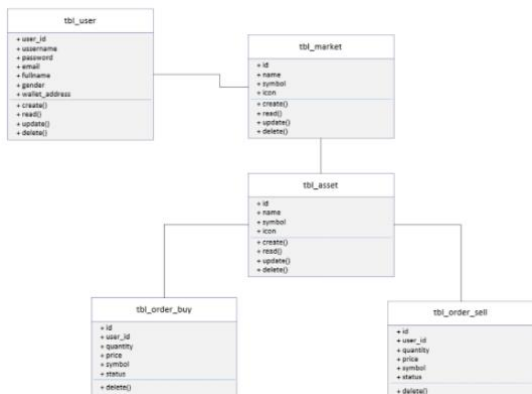 tbl_user
+ user_id
+ ussername
+ password
+ email
+ fullname
+ gender
+ wallet_address
+ create()
+ read()
+ update()
+ delete()
tbl_market
+ id
+ name
+ symbol
+ icon
+ create()
+ read()
+ update()
+ delete()
tbl_asset
+ id
+ name
+ symbol
+ icon
+ create()
+ read()
+ update()
+ delete()
tbl_order_buy
+ id
+ user_id
+ quantity
+ price
+ symbol
+ status
+ delete()
tbl_order_sell
+ id
+ user_id
+ quantity
+ price
+ symbol
+ status
+ delete()